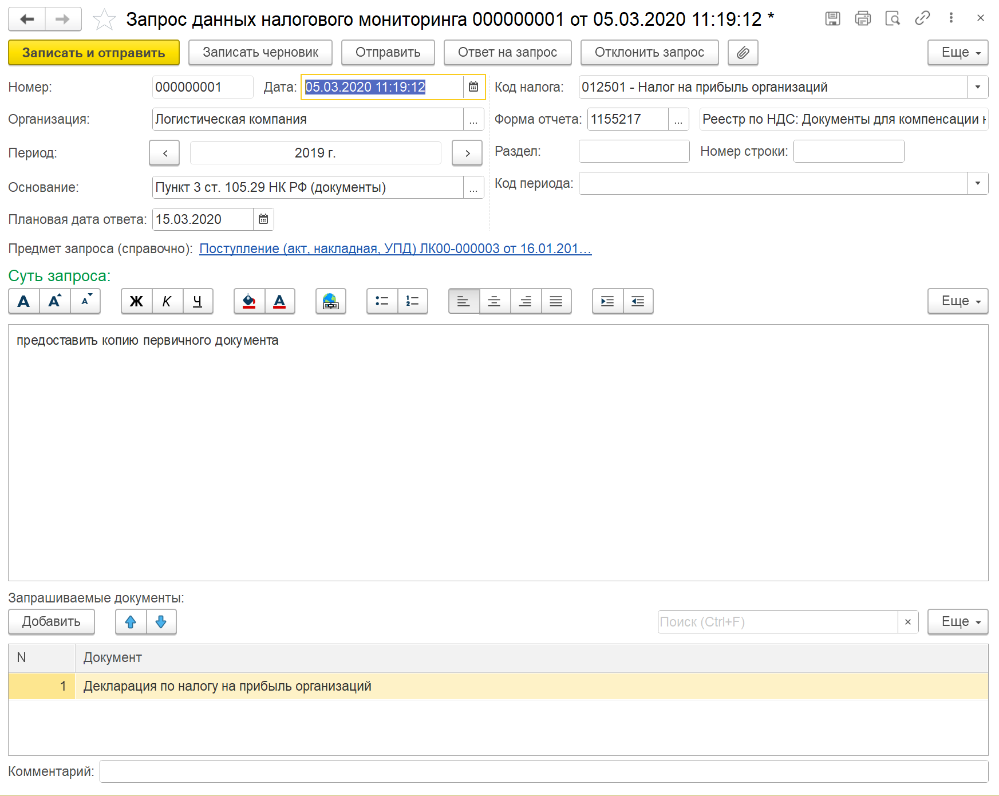 Запрос данных налогового мониторинга 000000001 от 05.03.2020 11:19:12 *
Записать и отправить Записать черновик Отправить Ответ на запрос Отклонить запрос Еще
Номер: 000000001 Дата: 05.03.2020 11:19:12 Код налога: 012501 - Налог на прибыль организаций
Организация: Логистическая компания ... Форма отчета: 1155217 ... Реестр по НДС: Документы для компенсации
Период: < 2019 г. > Раздел: Номер строки:
Основание: Пункт 3 ст. 105.29 НК РФ (документы) ... Код периода:
Плановая дата ответа: 15.03.2020
Предмет запроса (справочно): Поступление (акт, накладная, УПД) ЛК00-000003 от 16.01.201...
Суть запроса:
А А А Ж К Ч А Еще
предоставить копию первичного документа
Запрашиваемые документы:
Добавить Поиск (Ctrl+F) × Еще
N Документ
1 Декларация по налогу на прибыль организаций
Комментарий: